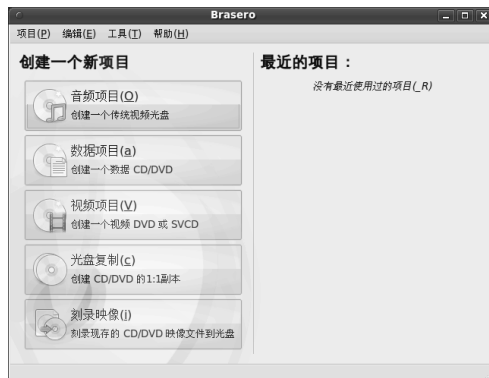 Brasero
项目(P) 编辑(E) 工具(T) 帮助(H)
创建一个新项目
音频项目(O)
创建一个传统视频光盘
数据项目(a)
创建一个数据 CD/DVD
视频项目(V)
创建一个视频 DVD 或 SVCD
光盘复制(c)
创建 CD/DVD 的1:1副本
刻录映像(i)
刻录现存的 CD/DVD 映像文件到光盘
最近的项目：
没有最近使用过的项目(_R)